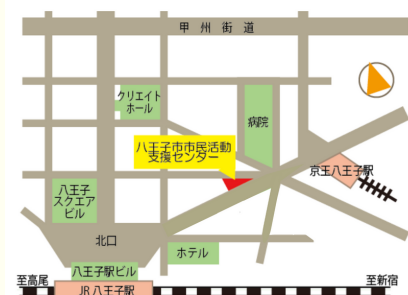 甲州街道
クリエイト
ホール
病院
八王子市市民活動
支援センター
京王八王子駅
八王子
スクエア
ビル
北口
ホテル
八王子駅ビル
至高尾
至新宿
JR八王子駅